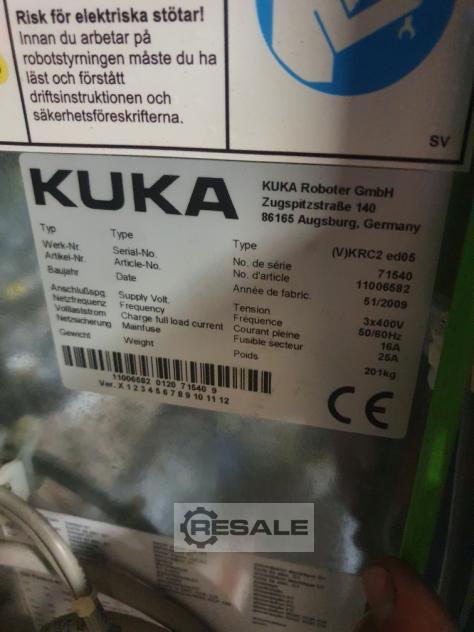 Risk för elektriska stötar!
Innan du arbetar på
robotstyrningen måste du ha
läst och förstått
driftsinstruktionen och
säkerhetsföreskrifterna.
SV
KUKA
KUKA Roboter GmbH
Zugspitzstraße 140
86165 Augsburg, Germany
Typ Type Type (V)KRC2 ed05
Werk-Nr. Serial-No. No. de série 71540
Artikel-Nr. Article-No. No. d'article 11006582
Baujahr Date Année de fabric. 51/2009
Anschlußspg. Supply Volt. Tension 3x400V
Netzfrequenz Frequency Fréquence 50/60Hz
Vollaststrom Charge full load current Courant pleine 16A
Netzsicherung Mainfuse Fusible secteur 25A
Gewicht Weight Poids 201kg
11006582 0120 71540 9
Ver. X 1 2 3 4 5 6 7 8 9 10 11 12
CE
RESALE